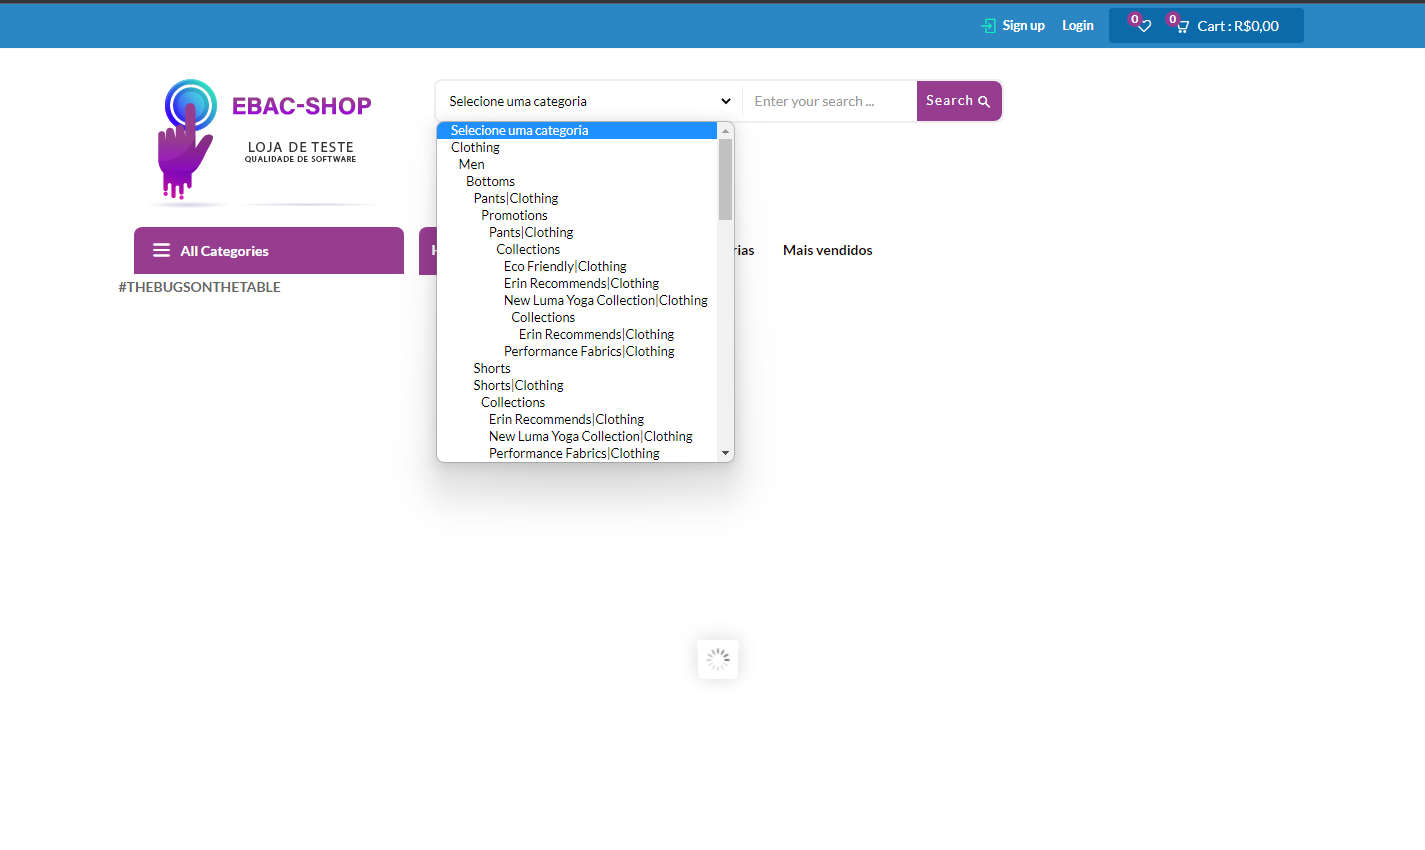 Sign up
Login
0
0
Cart : R$0,00
EBAC-SHOP
LOJA DE TESTE
QUALIDADE DE SOFTWARE
Selecione uma categoria
Enter your search ...
Search
Selecione uma categoria
Clothing
Men
Bottoms
Pants|Clothing
Promotions
Pants|Clothing
Collections
Eco Friendly|Clothing
Erin Recommends|Clothing
New Luma Yoga Collection|Clothing
Collections
Erin Recommends|Clothing
Performance Fabrics|Clothing
Shorts
Shorts|Clothing
Collections
Erin Recommends|Clothing
New Luma Yoga Collection|Clothing
Performance Fabrics|Clothing
All Categories
Mais vendidos
#THEBUGSONTHETABLE